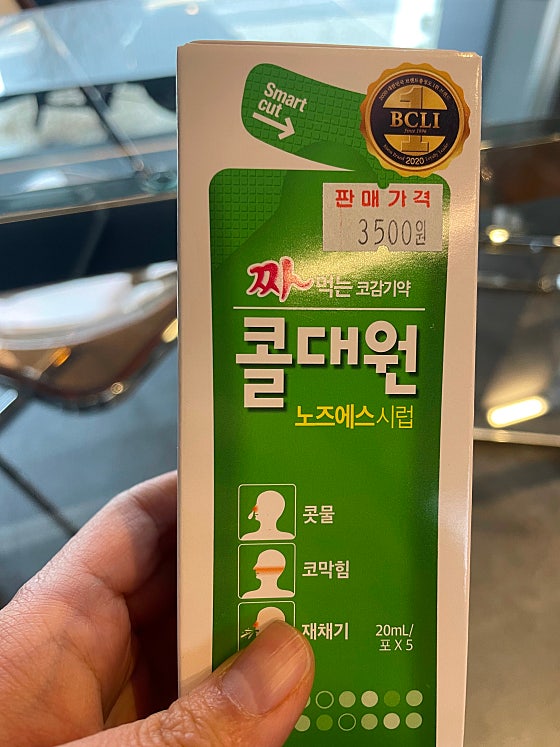 Smart
cut
BCLI
Since 1996
2020
판매가격
3500원
짜~먹는 코감기약
콜대원
노즈에스시럽
콧물
코막힘
재채기
20mL/
포 X 5